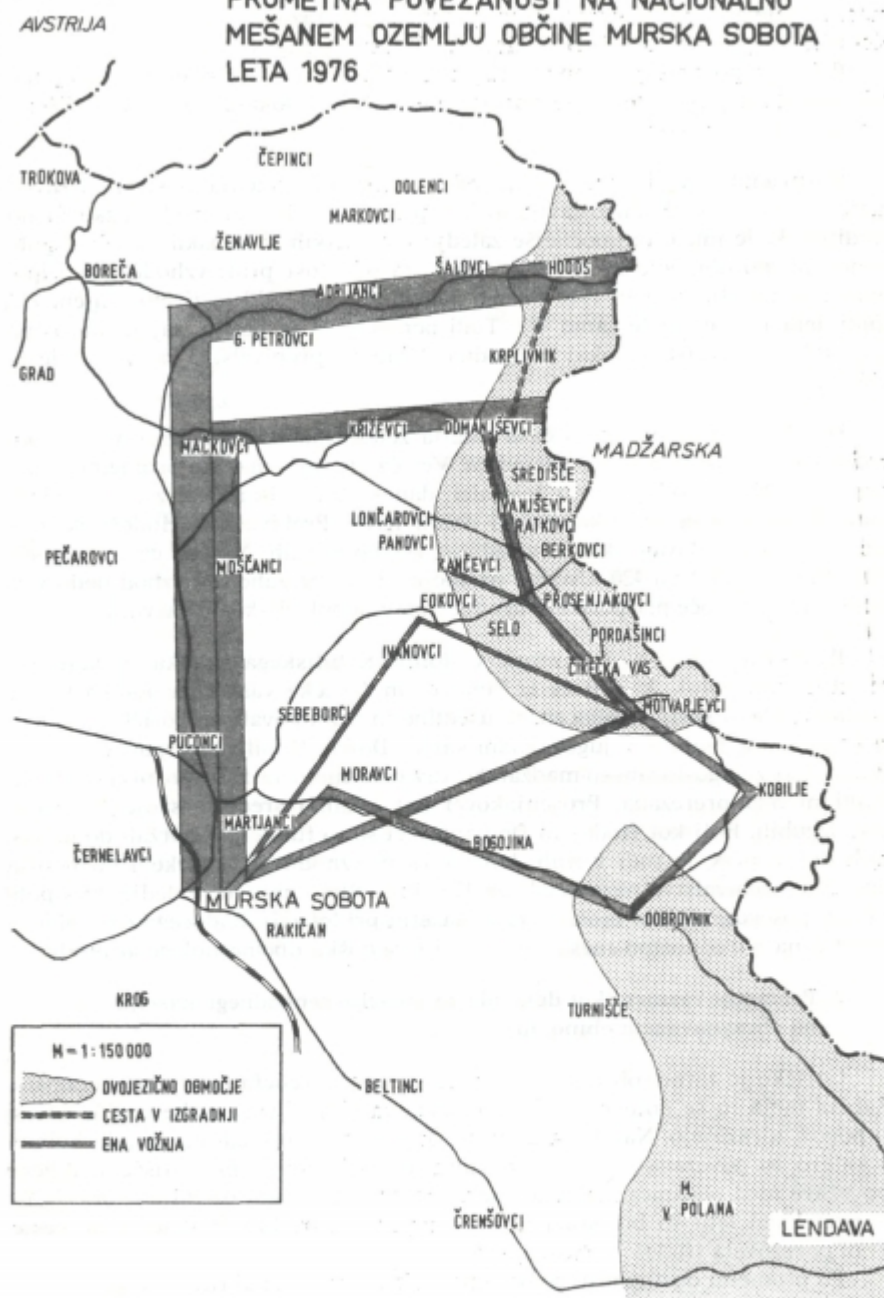 AVSTRIJA
PROMETNA POVEZANOST NA NACIONALNO
MEŠANEM OZEMLJU OBČINE MURSKA SOBOTA
LETA 1976
ČEPINCI
TROKOVA
DOLENCI
MARKOVCI
ŽENAVLJE
BOREČA
ŠALOVCI
HODOŠ
ADRIJANCI
G. PETROVCI
KRPLIVNIK
GRAD
MAČKOVCI
KRIŽEVCI
DOMANJŠEVCI
MADŽARSKA
SREDIŠČE
IVANJŠEVCI
RATKOVCI
LONČAROVCI
PANOVCI
BERKOVCI
PEČAROVCI
MOŠČANCI
KANČEVCI
FOKOVCI
PROSENJAKOVCI
SELO
PORDAŠINCI
IVANOVCI
ČIKEČKA VAS
MOTVARJEVCI
SEBEBORCI
PUCONCI
MORAVCI
KOBILJE
MARTJANCI
BOGOJINA
ČERNELAVCI
MURSKA SOBOTA
RAKIČAN
DOBROVNIK
KROG
TURNIŠČE
M = 1:150 000
DVOJEZIČNO OBMOČJE
CESTA V IZGRADNJI
ENA VOŽNJA
BELTINCI
M.
V. POLANA
ČRENŠOVCI
LENDAVA